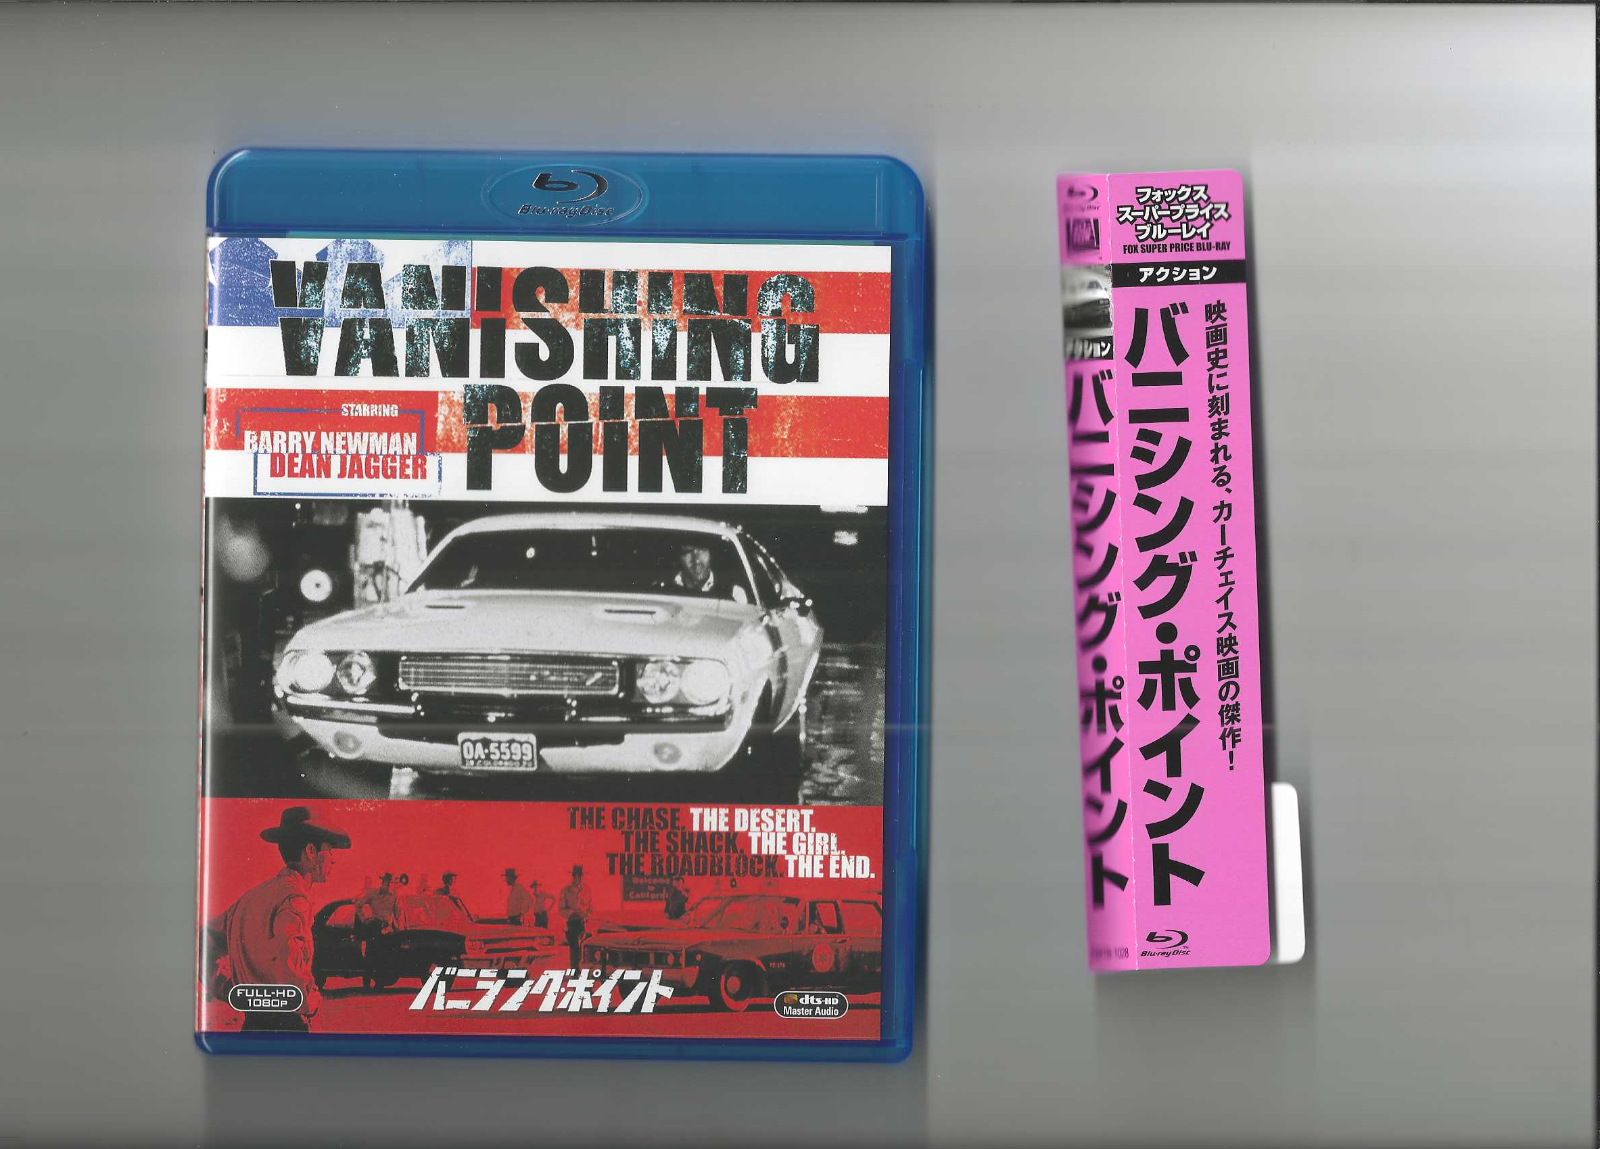 Blu-ray Disc
VANISHING
POINT
STARRING
BARRY NEWMAN
DEAN JAGGER
OA-5599
THE CHASE. THE DESERT.
THE SHACK. THE GIRL.
THE ROADBLOCK. THE END.
Welcome
to
California
バニシング・ポイント
FULL-HD
1080P
dts-HD
Master Audio
フォックス
スーパープライス
ブルーレイ
FOX SUPER PRICE BLU-RAY
アクション
映画史に刻まれる、カーチェイス映画の傑作!
バニシング・ポイント
Blu-ray Disc
アクション
バニシング・ポイント